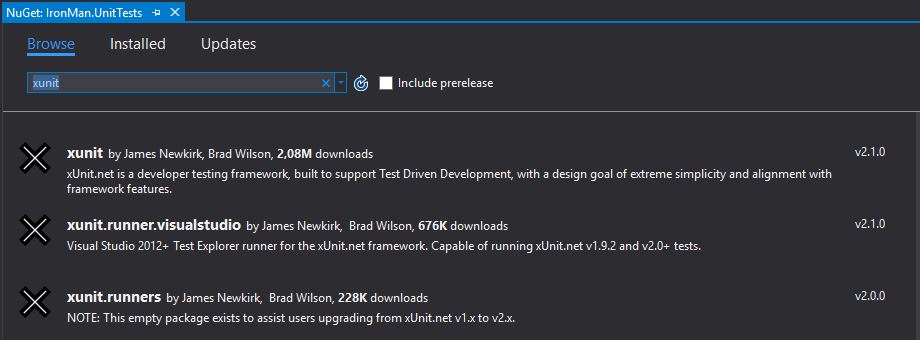 NuGet: IronMan.UnitTests
Browse Installed Updates
xunit
Include prerelease
xunit by James Newkirk, Brad Wilson, 2,08M downloads v2.1.0
xUnit.net is a developer testing framework, built to support Test Driven Development, with a design goal of extreme simplicity and alignment with
framework features.
xunit.runner.visualstudio by James Newkirk, Brad Wilson, 676K downloads v2.1.0
Visual Studio 2012+ Test Explorer runner for the xUnit.net framework. Capable of running xUnit.net v1.9.2 and v2.0+ tests.
xunit.runners by James Newkirk, Brad Wilson, 228K downloads v2.0.0
NOTE: This empty package exists to assist users upgrading from xUnit.net v1.x to v2.x.